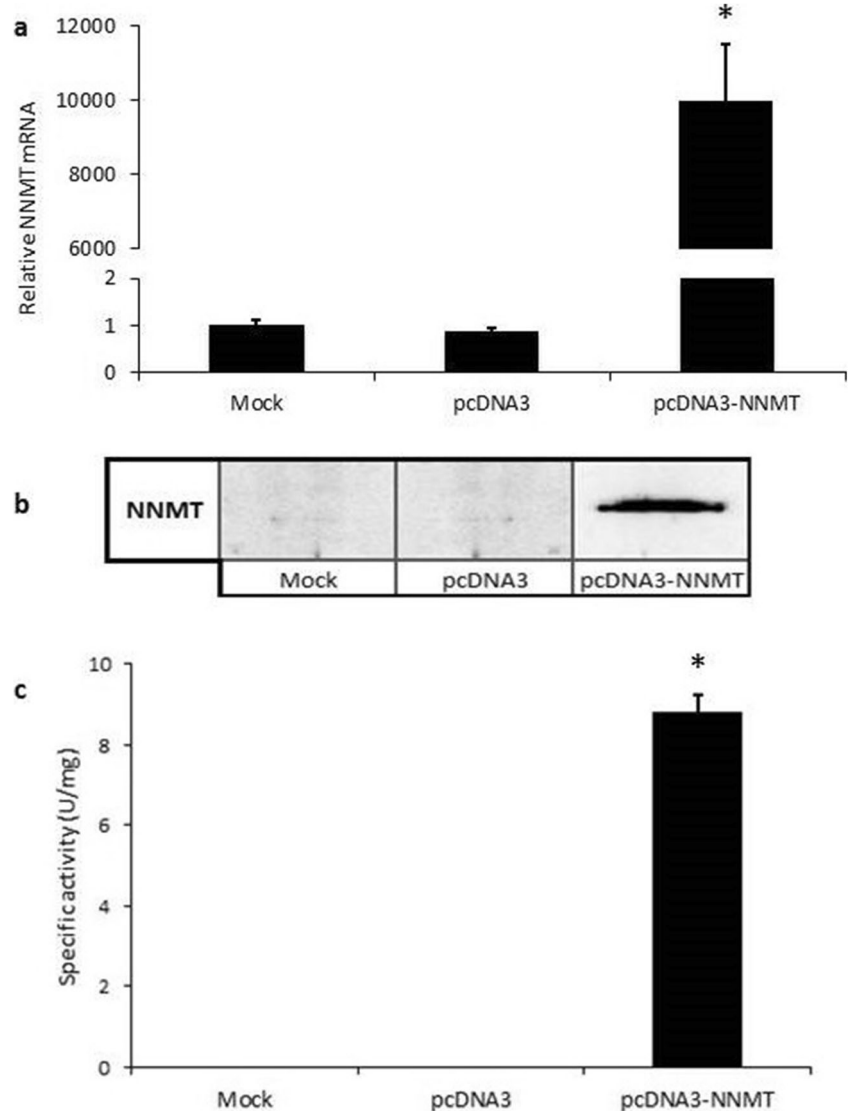 a
*
12000
10000
8000
6000
2
1
0
Relative NNMT mRNA
Mock pcDNA3 pcDNA3-NNMT
b
NNMT
Mock pcDNA3 pcDNA3-NNMT
c
*
10
8
6
4
2
0
Specific activity (U/mg)
Mock pcDNA3 pcDNA3-NNMT